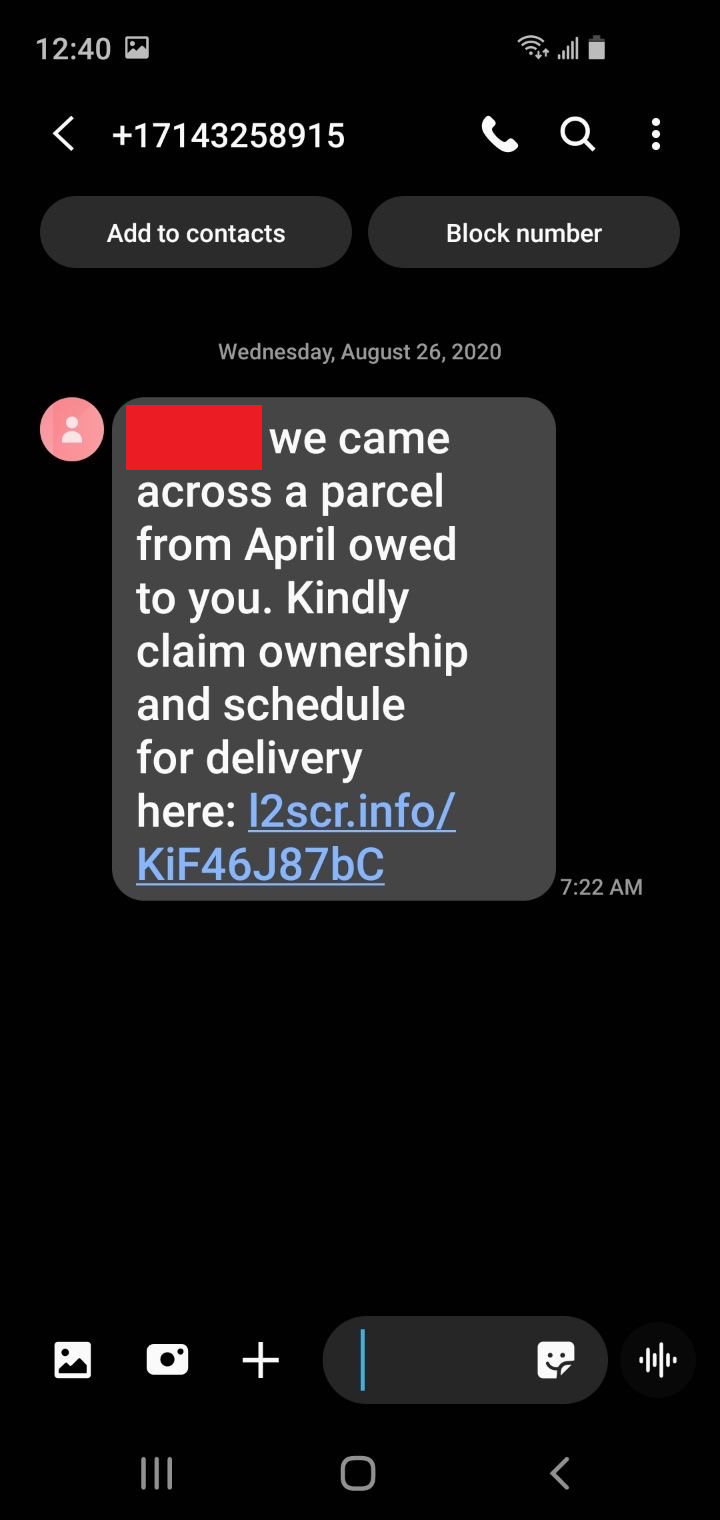 12:40
+17143258915
Add to contacts
Block number
Wednesday, August 26, 2020
we came
across a parcel
from April owed
to you. Kindly
claim ownership
and schedule
for delivery
here: l2scr.info/
KiF46J87bC
7:22 AM